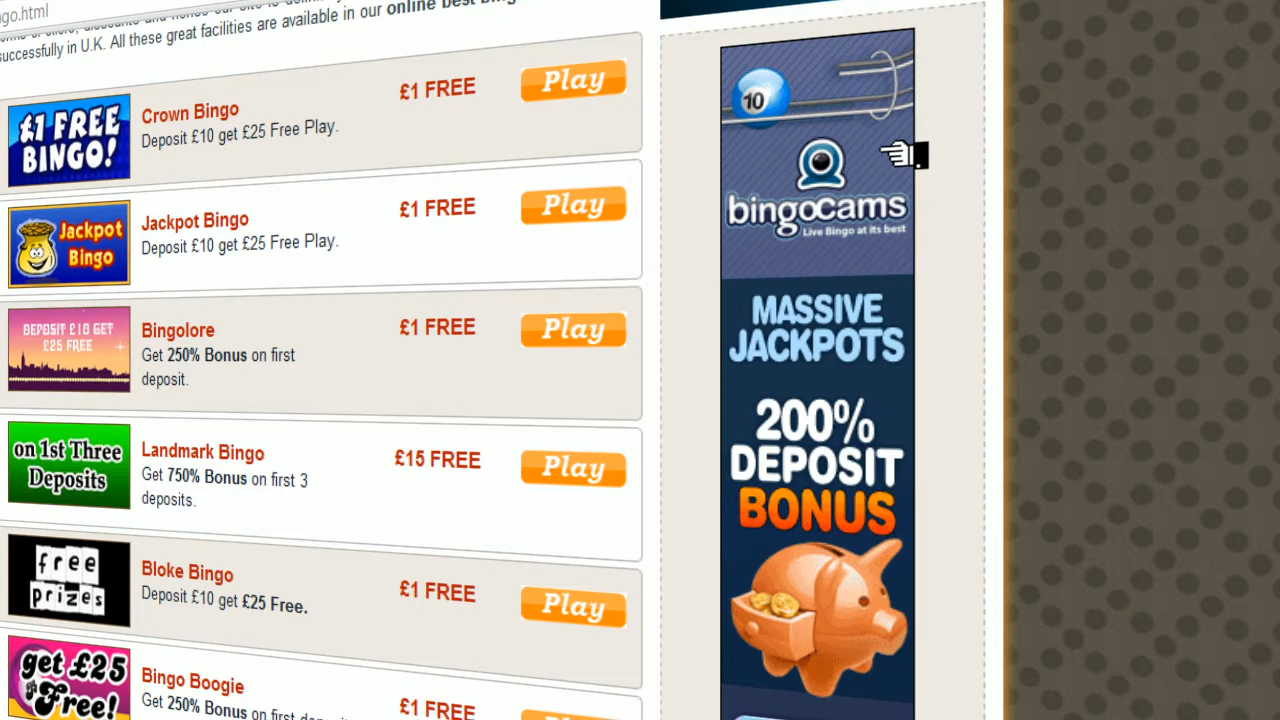 go.html
successfully in U.K. All these great facilities are available in our online best
£1 FREE
BINGO!
Crown Bingo
Deposit £10 get £25 Free Play.
£1 FREE
Play
Jackpot
Bingo
Jackpot Bingo
Deposit £10 get £25 Free Play.
£1 FREE
Play
DEPOSIT £10 GET
£25 FREE
Bingolore
Get 250% Bonus on first
deposit.
£1 FREE
Play
on 1st Three
Deposits
Landmark Bingo
Get 750% Bonus on first 3
deposits.
£15 FREE
Play
free
prizes
Bloke Bingo
Deposit £10 get £25 Free.
£1 FREE
Play
get £25
Free!
Bingo Boogie
Get 250% Bonus on first
£1 FREE
10
bingocams
Live Bingo at its best
MASSIVE
JACKPOTS
200%
DEPOSIT
BONUS